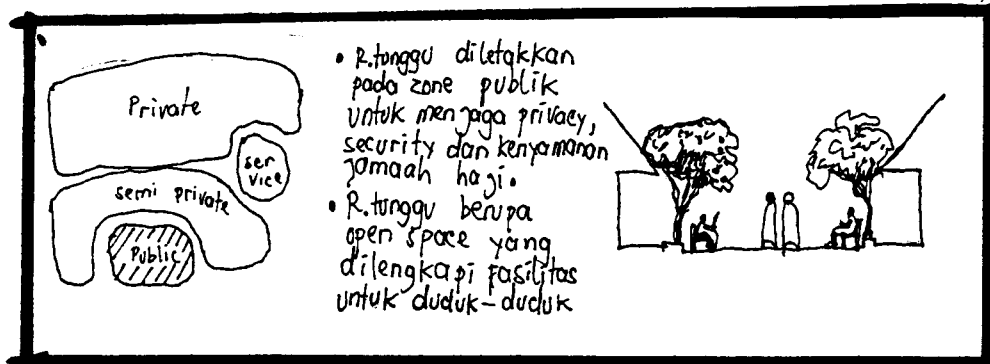 Private
ser
vice
semi private
Public
• R.tunggu diletakkan
pada zone publik
untuk menjaga privacy,
security dan kenyamanan
jamaah haji.
• R.tunggu berupa
open space yang
dilengkapi fasilitas
untuk duduk-duduk